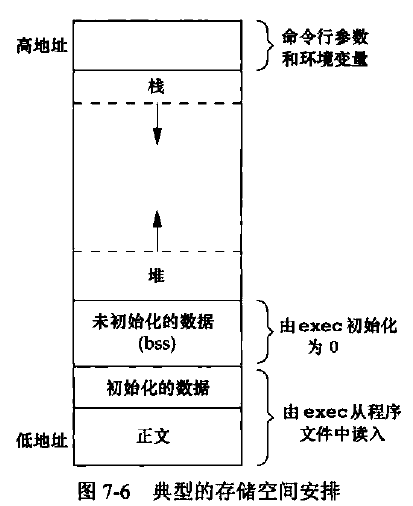 高地址
命令行参数
和环境变量
栈
堆
未初始化的数据
(bss)
由exec初始化
为 0
初始化的数据
由exec从程序
文件中读入
正文
低地址
图 7-6 典型的存储空间安排